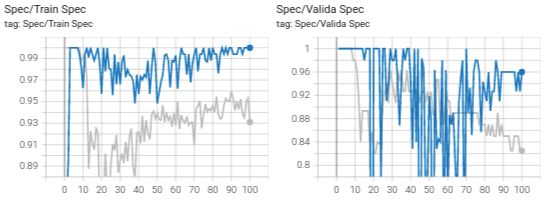 Spec/Train Spec
tag: Spec/Train Spec
0.99
0.97
0.95
0.93
0.91
0.89
0 10 20 30 40 50 60 70 80 90 100
Spec/Valida Spec
tag: Spec/Valida Spec
1
0.96
0.92
0.88
0.84
0.8
0 10 20 30 40 50 60 70 80 90 100